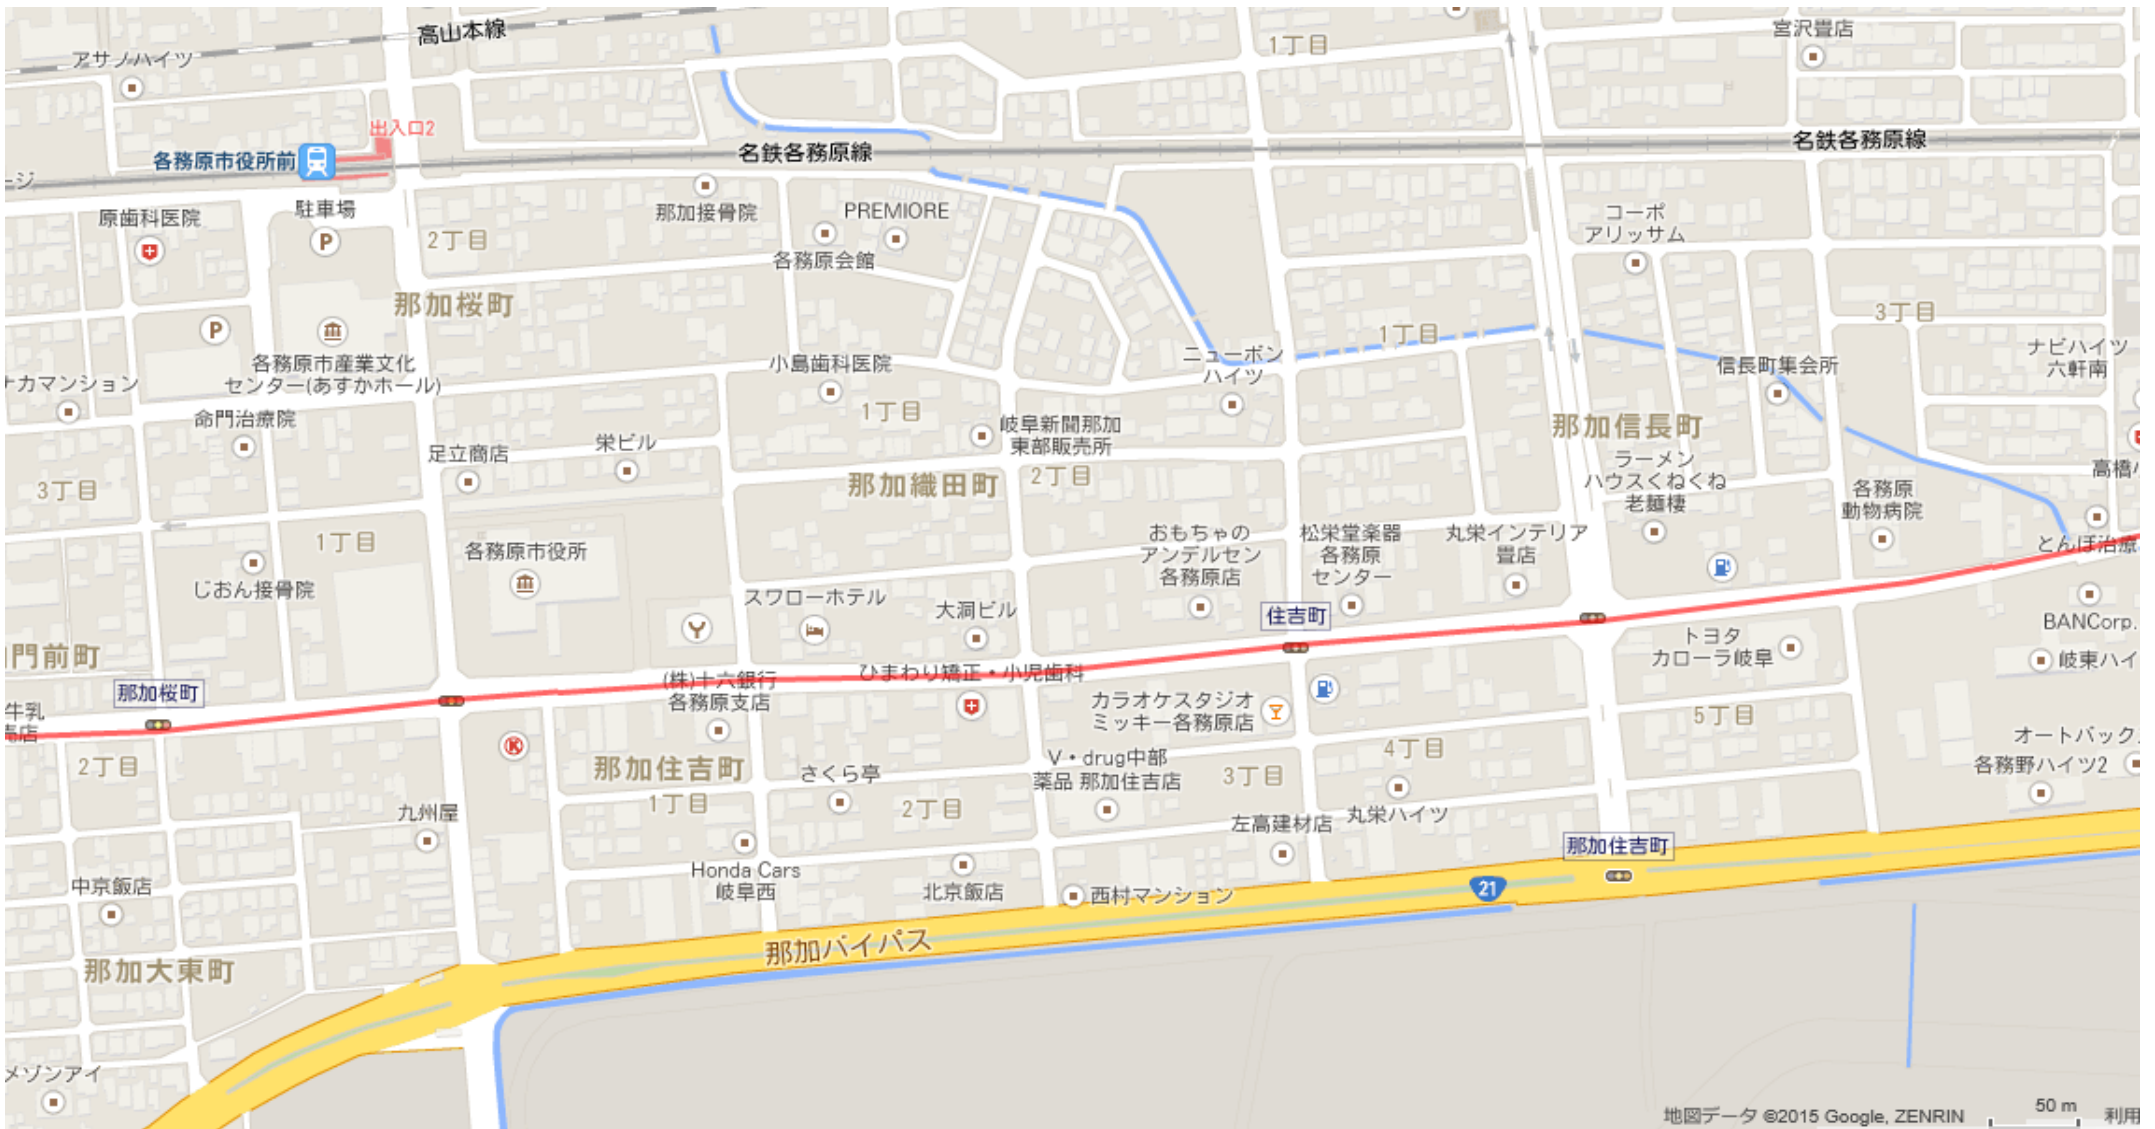 高山本線
1丁目
宮沢畳店
アサノハイツ
出入口2
各務原市役所前
名鉄各務原線
名鉄各務原線
ージ
原歯科医院
駐車場
P
2丁目
那加接骨院
PREMIORE
各務原会館
コーポ
アリッサム
那加桜町
P
各務原市産業文化
センター(あすかホール)
小島歯科医院
ニューボン
ハイツ
1丁目
3丁目
信長町集会所
ナビハイツ
六軒南
ナカマンション
命門治療院
1丁目
岐阜新聞那加
東部販売所
那加信長町
足立商店
栄ビル
3丁目
那加織田町
2丁目
ラーメン
ハウスくねくね
老麺棲
各務原
動物病院
高橋
1丁目
各務原市役所
じおん接骨院
おもちゃの
アンデルセン
各務原店
松栄堂楽器
各務原
センター
丸栄インテリア
畳店
とんぼ治療
スワローホテル
大洞ビル
住吉町
トヨタ
カローラ岐阜
BANCorp.
岐東ハイ
門前町
那加桜町
牛乳
売店
(株)十六銀行
各務原支店
ひまわり矯正・小児歯科
カラオケスタジオ
ミッキー各務原店
5丁目
オートバック
各務野ハイツ2
2丁目
那加住吉町
1丁目
さくら亭
2丁目
V・drug中部
薬品 那加住吉店
3丁目
4丁目
丸栄ハイツ
左高建材店
九州屋
那加住吉町
Honda Cars
岐阜西
北京飯店
西村マンション
21
中京飯店
那加バイパス
那加大東町
メゾンアイ
地図データ ©2015 Google, ZENRIN
50 m
利用